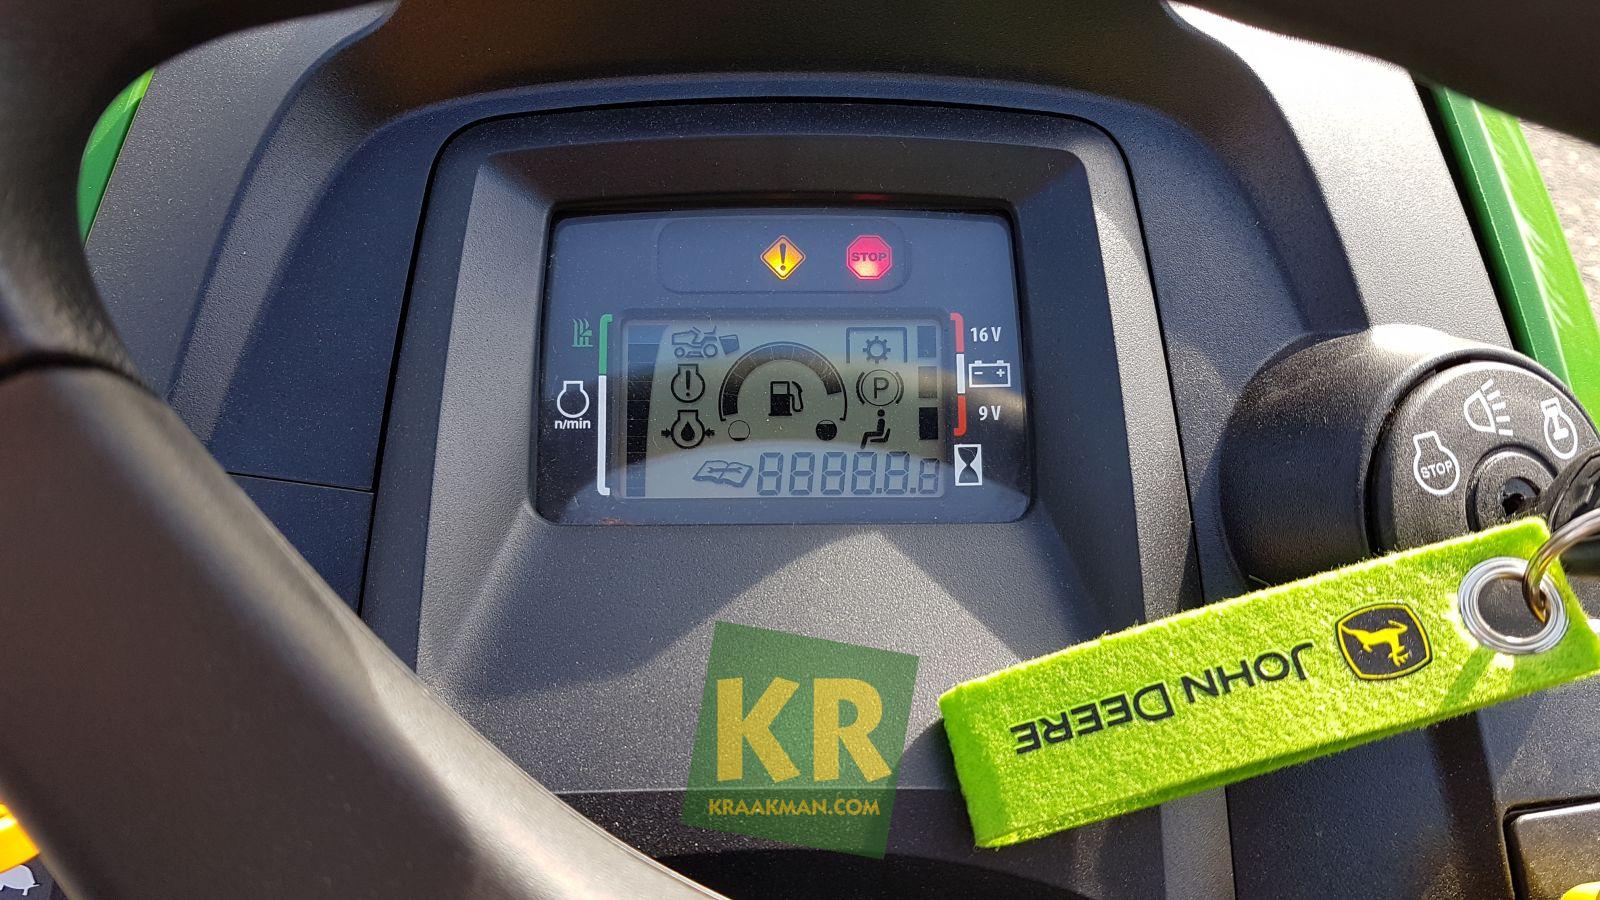 STOP
16 V
9 V
n/min
P
8888.8.8
STOP
JOHN DEERE
KR
KRAAKMAN.COM